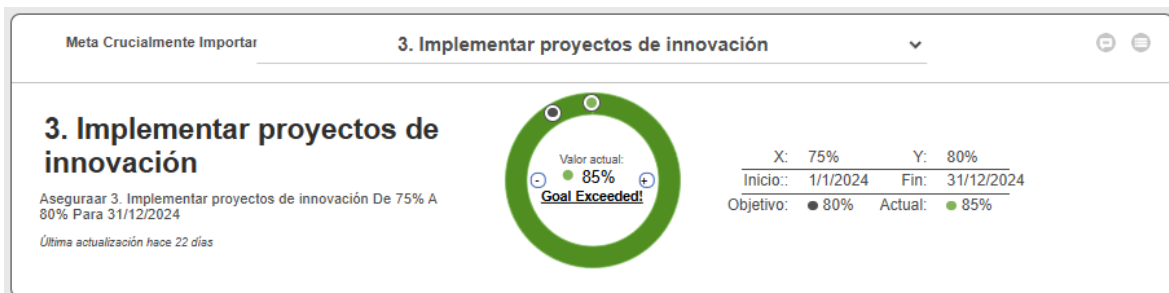 Meta Crucialmente Importar
3. Implementar proyectos de innovación
3. Implementar proyectos de
innovación
Aseguraar 3. Implementar proyectos de innovación De 75% A
80% Para 31/12/2024
Última actualización hace 22 días
Valor actual:
85%
- +
Goal Exceeded!
X: 75% Y: 80%
Inicio:: 1/1/2024 Fin: 31/12/2024
Objetivo: 80% Actual: 85%